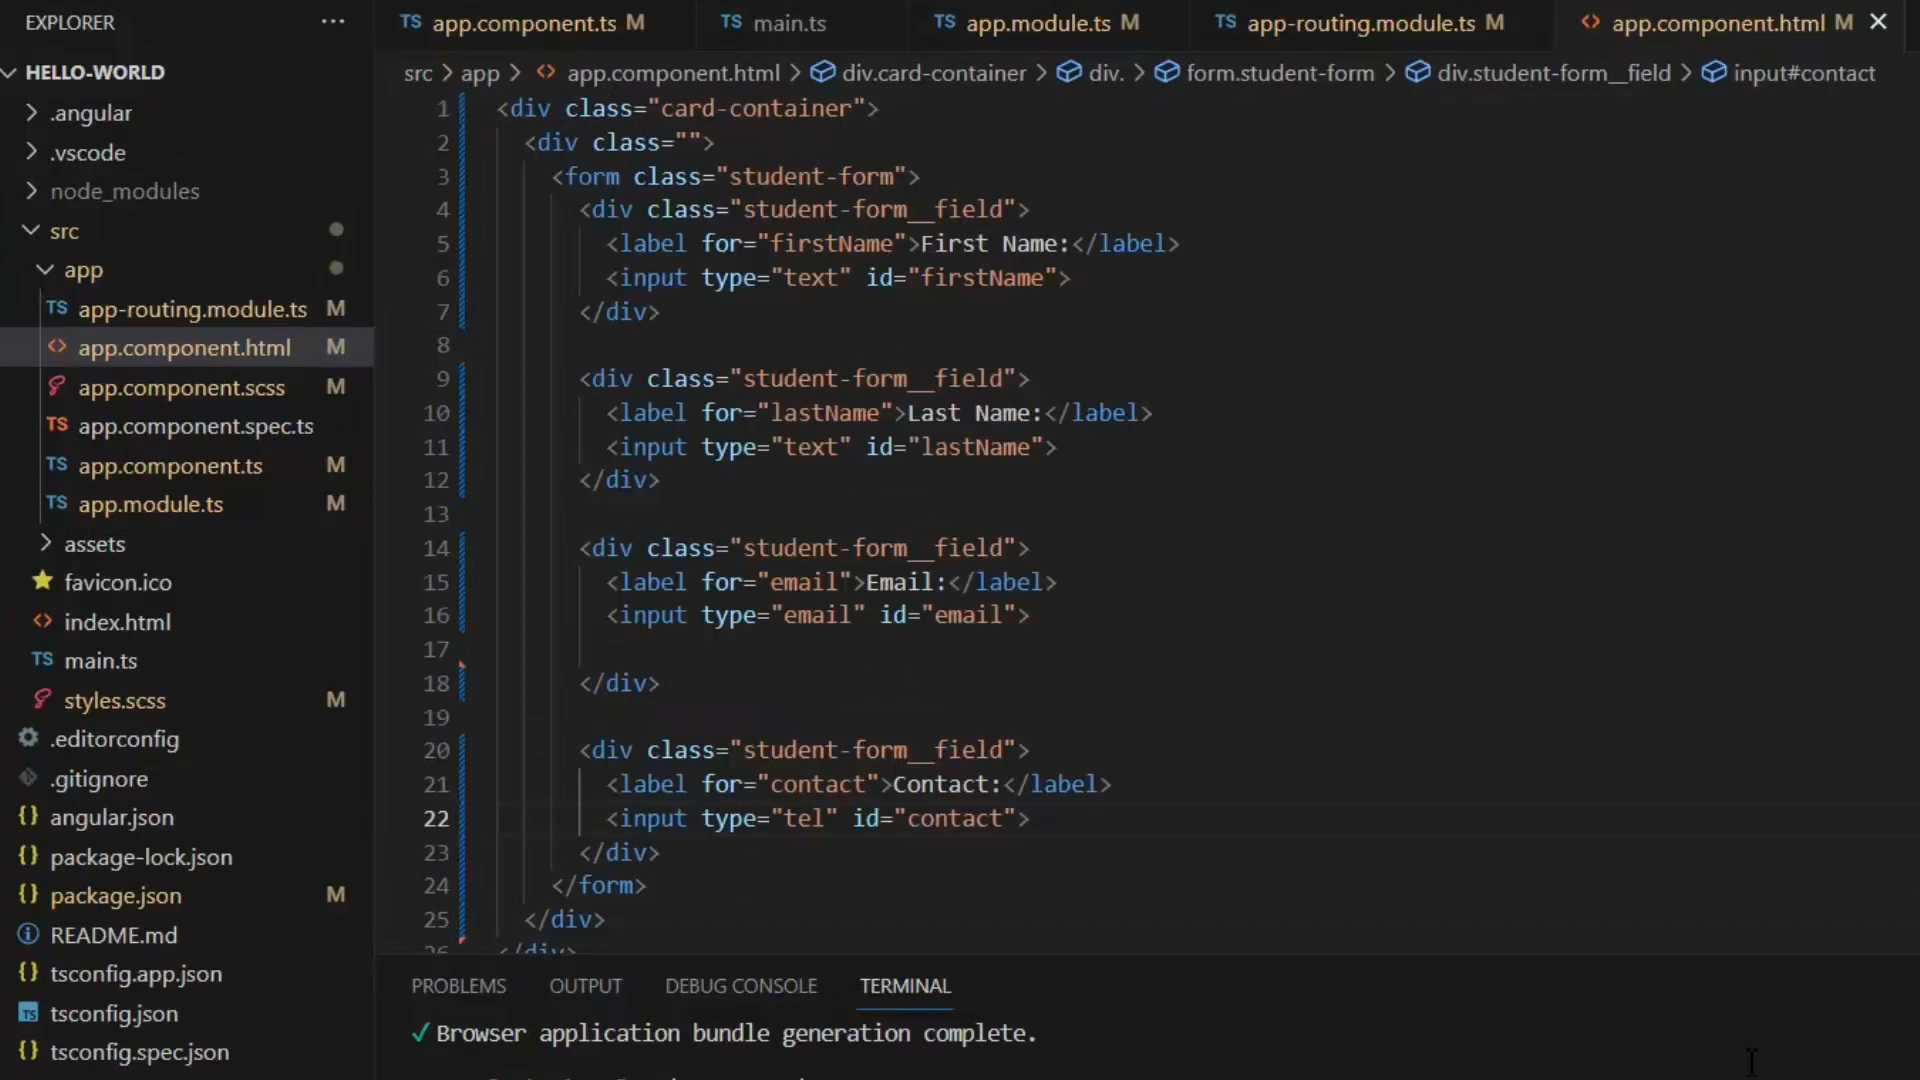 EXPLORER ···
HELLO-WORLD
.angular
.vscode
node_modules
src
app
TS app-routing.module.ts M
<> app.component.html M
app.component.scss M
TS app.component.spec.ts
TS app.component.ts M
TS app.module.ts M
assets
favicon.ico
<> index.html
TS main.ts
styles.scss M
.editorconfig
.gitignore
{} angular.json
{} package-lock.json
{} package.json M
README.md
{} tsconfig.app.json
TS tsconfig.json
{} tsconfig.spec.json
TS app.component.ts M TS main.ts TS app.module.ts M TS app-routing.module.ts M <> app.component.html M
src > app > <> app.component.html > div.card-container > div. > form.student-form > div.student-form__field > input#contact
1 <div class="card-container">
2 <div class="">
3 <form class="student-form">
4 <div class="student-form__field">
5 <label for="firstName">First Name:</label>
6 <input type="text" id="firstName">
7 </div>
8
9 <div class="student-form__field">
10 <label for="lastName">Last Name:</label>
11 <input type="text" id="lastName">
12 </div>
13
14 <div class="student-form__field">
15 <label for="email">Email:</label>
16 <input type="email" id="email">
17
18 </div>
19
20 <div class="student-form__field">
21 <label for="contact">Contact:</label>
22 <input type="tel" id="contact">
23 </div>
24 </form>
25 </div>
26 </div>
PROBLEMS OUTPUT DEBUG CONSOLE TERMINAL
✓ Browser application bundle generation complete.